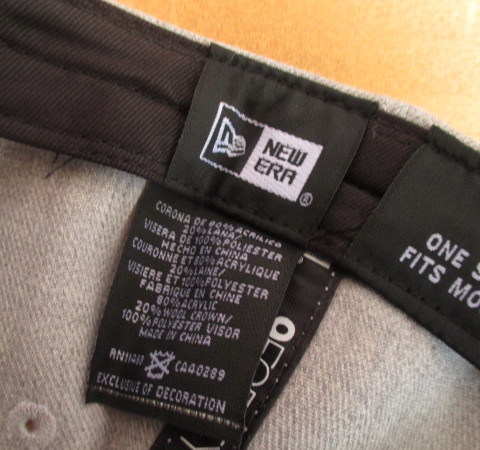 NEW
ERA
®
CORONA DE 80% ACRILICO
20% LANA/
VISERA DE 100% POLIESTER
HECHO EN CHINA
COURONNE ET 80% ACRYLIQUE
20% LAINE/
VISIERE ET 100% POLYESTER
FABRIQUE EN CHINE
80% ACRYLIC
20% WOOL CROWN/
100% POLYESTER VISOR
MADE IN CHINA
RN11493 CA40289
EXCLUSIVE OF DECORATION
ONE S
FITS MO